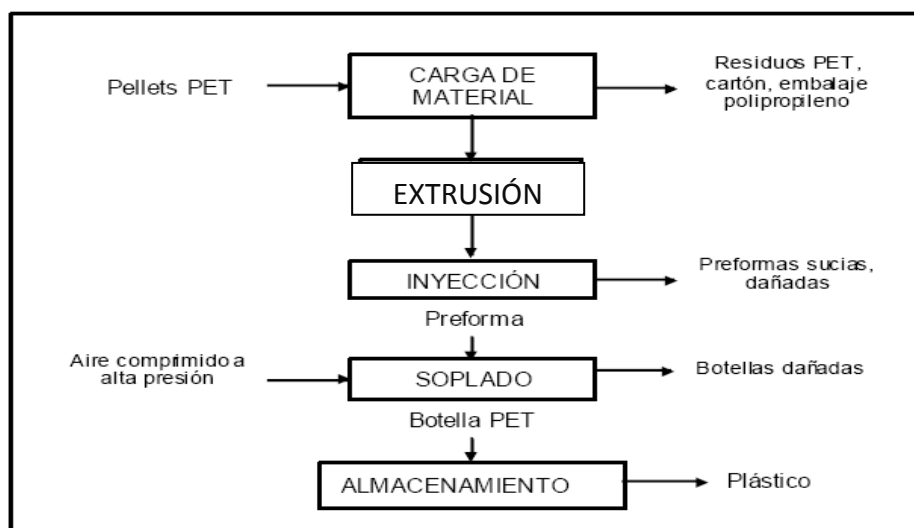 Pellets PET
CARGA DE
MATERIAL
Residuos PET,
cartón, embalaje
polipropileno
EXTRUSIÓN
INYECCIÓN
Preformas sucias,
dañadas
Preforma
Aire comprimido a
alta presión
SOPLADO
Botellas dañadas
Botella PET
ALMACENAMIENTO
Plástico